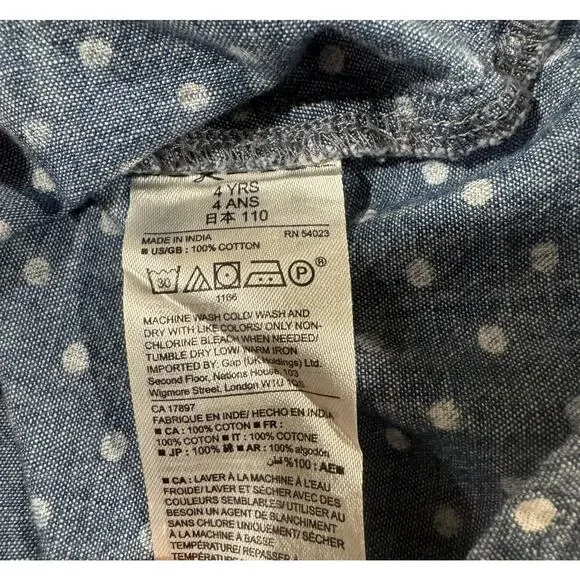 4 YRS
4 ANS
日本 110
MADE IN INDIA RN 54023
■ US/GB : 100% COTTON
30 P®
1166
MACHINE WASH COLD/ WASH AND
DRY WITH LIKE COLORS/ ONLY NON-
CHLORINE BLEACH WHEN NEEDED/
TUMBLE DRY LOW/ WARM IRON
IMPORTED BY: Gap (UK Holdings) Ltd.
Second Floor, Nations House, 103
Wigmore Street, London W1U 1QS
CA 17897
FABRIQUE EN INDE/ HECHO EN INDIA
■ CA : 100% COTON ■ FR :
100% COTON ■ IT : 100% COTONE
■ JP : 100% 綿 ■ AR : 100% algodón
■ AE : 100% قطن
■ CA: LAVER À LA MACHINE À L'EAU
FROIDE/ LAVER ET SÉCHER AVEC DES
COULEURS SEMBLABLES/ UTILISER AU
BESOIN UN AGENT DE BLANCHIMENT
SANS CHLORE UNIQUEMENT/ SÉCHER
À LA MACHINE À BASSE
TEMPÉRATURE/ REPASSER À